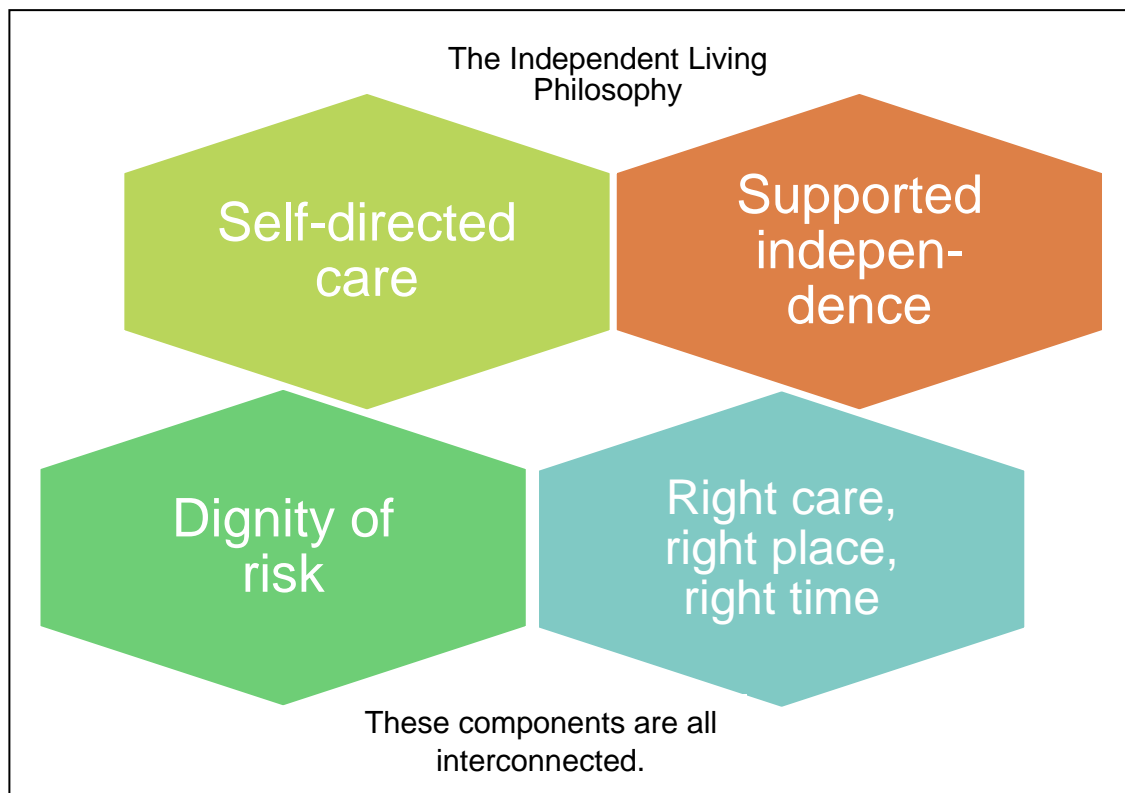 The Independent Living
Philosophy
Self-directed
care
Supported
indepen-
dence
Dignity of
risk
Right care,
right place,
right time
These components are all
interconnected.